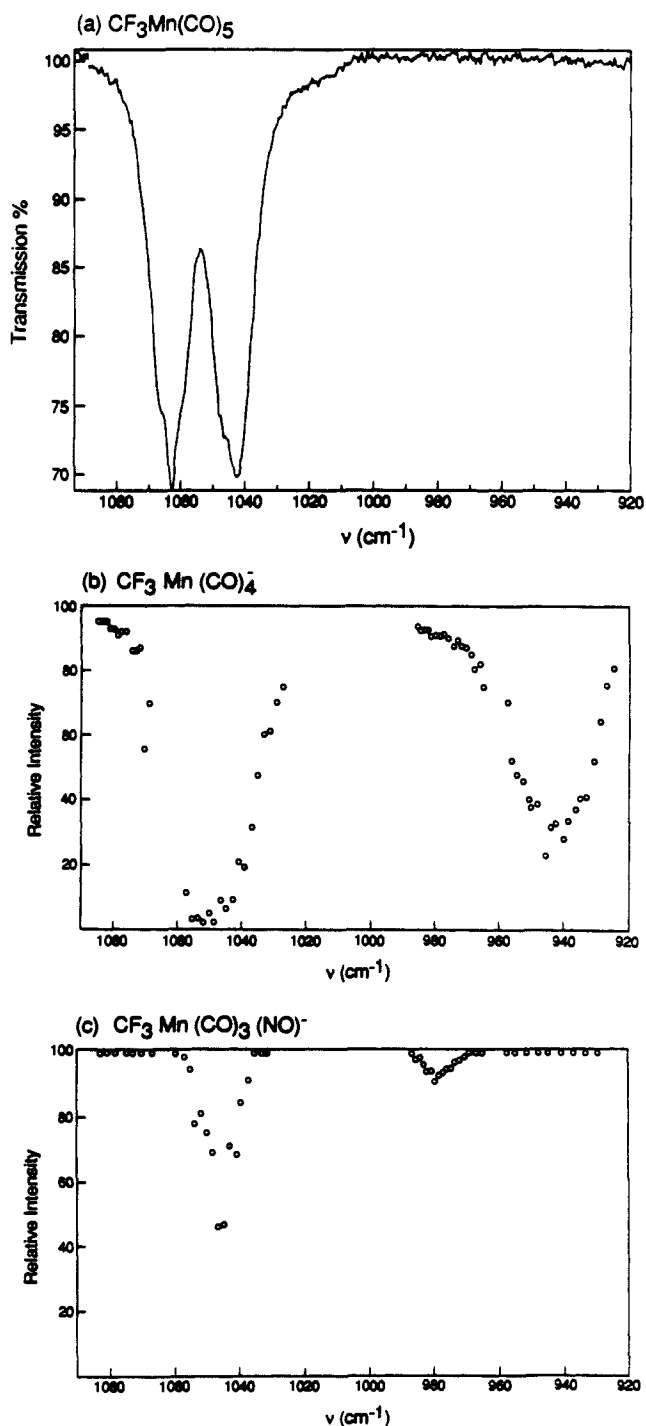 (a) CF₃Mn(CO)₅
100
95
90
85
80
75
70
Transmission %
1080 1060 1040 1020 1000 980 960 940 920
ν (cm⁻¹)
(b) CF₃ Mn (CO)₄⁻
100
80
60
40
20
Relative Intensity
1080 1060 1040 1020 1000 980 960 940 920
ν (cm⁻¹)
(c) CF₃ Mn (CO)₃ (NO)⁻
100
80
60
40
20
Relative Intensity
1080 1060 1040 1020 1000 980 960 940 920
ν (cm⁻¹)